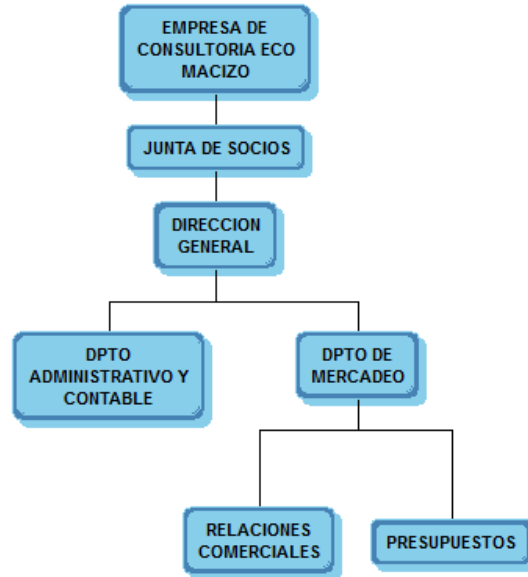 EMPRESA DE
CONSULTORIA ECO
MACIZO
JUNTA DE SOCIOS
DIRECCION
GENERAL
DPTO
ADMINISTRATIVO Y
CONTABLE
DPTO DE
MERCADEO
RELACIONES
COMERCIALES
PRESUPUESTOS